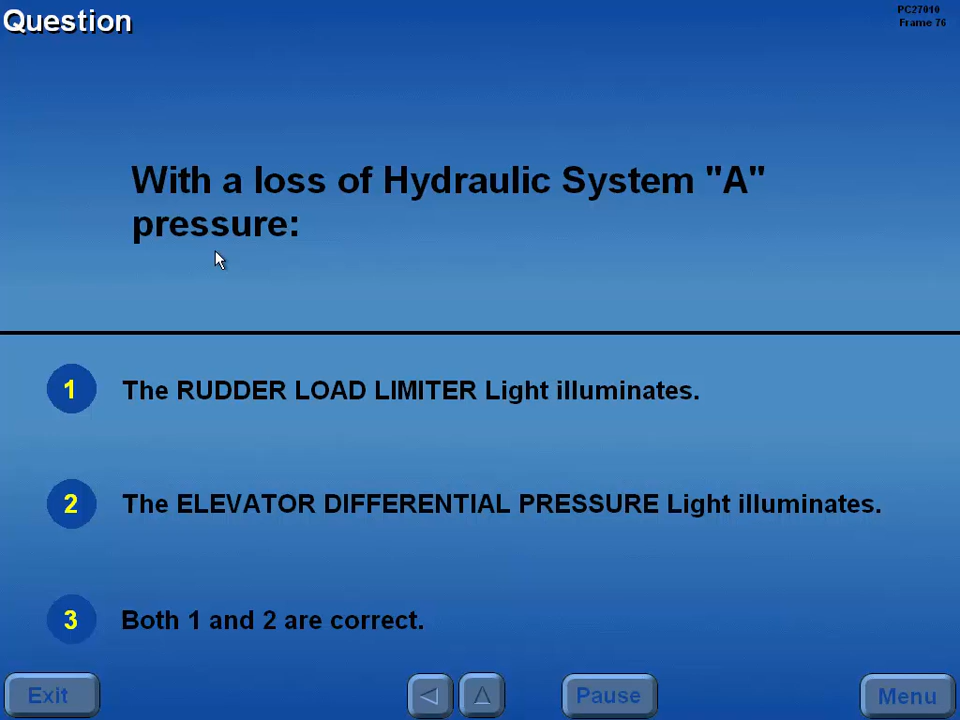 Question
PC27010
Frame 76
With a loss of Hydraulic System "A"
pressure:
1 The RUDDER LOAD LIMITER Light illuminates.
2 The ELEVATOR DIFFERENTIAL PRESSURE Light illuminates.
3 Both 1 and 2 are correct.
Exit Pause Menu